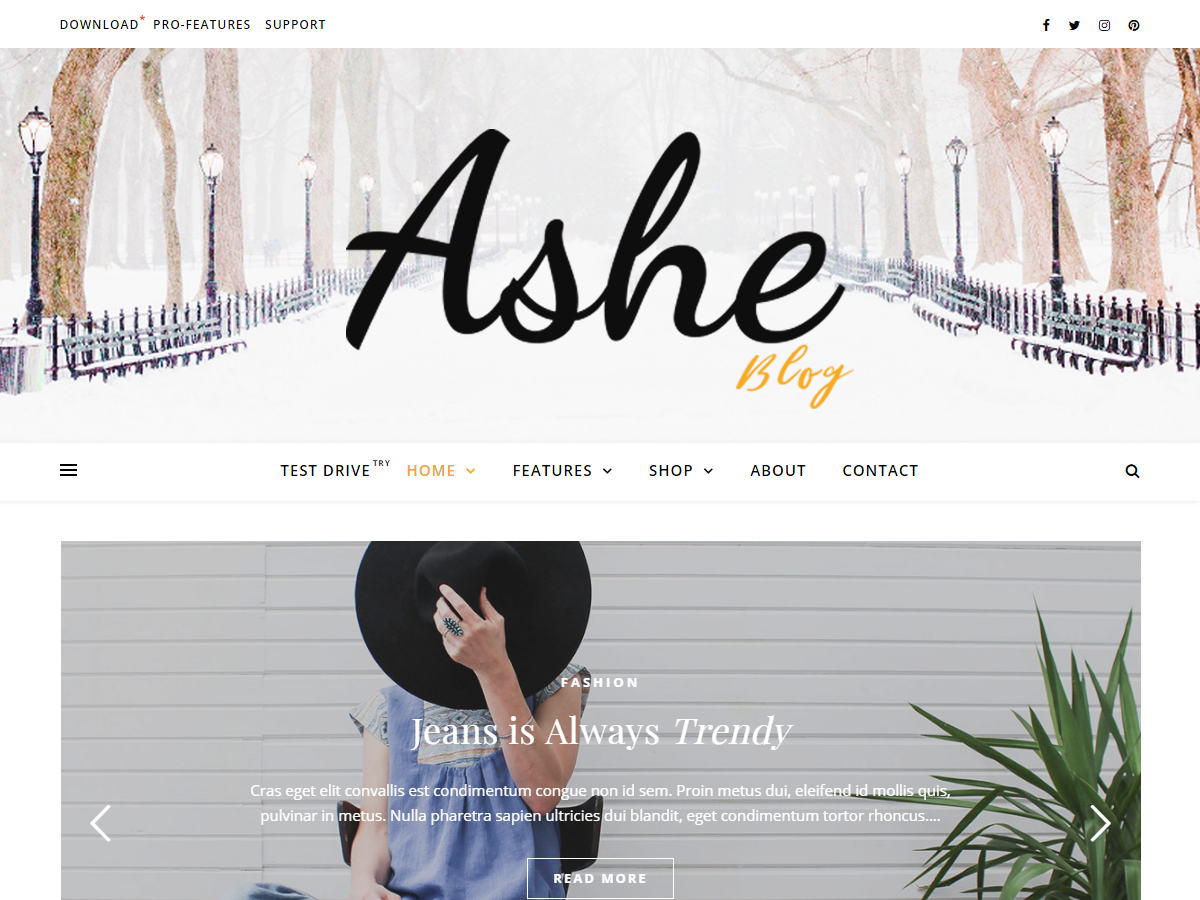 DOWNLOAD* PRO-FEATURES SUPPORT
Ashe
Blog
TEST DRIVE TRY HOME FEATURES SHOP ABOUT CONTACT
FASHION
Jeans is Always Trendy
Cras eget elit convallis est condimentum congue non id sem. Proin metus dui, eleifend id mollis quis,
pulvinar in metus. Nulla pharetra sapien ultricies dui blandit, eget condimentum tortor rhoncus....
READ MORE